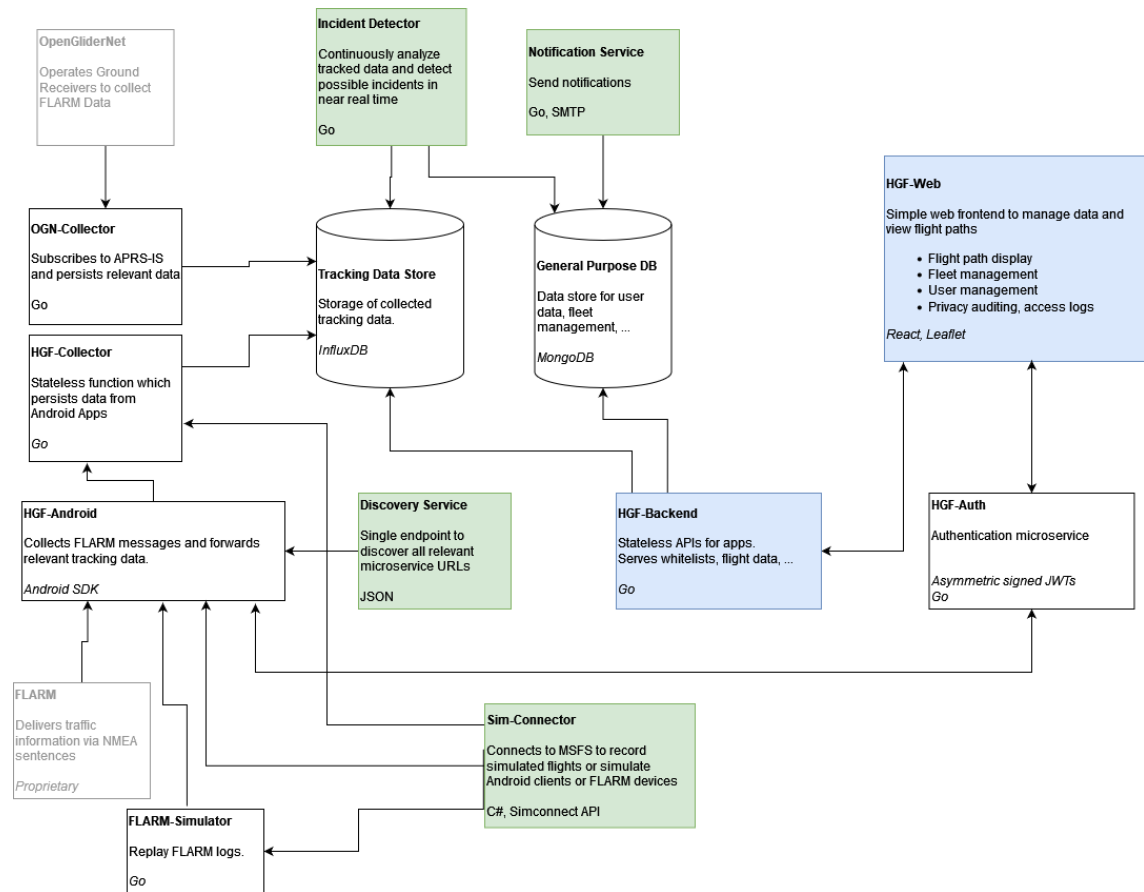 OpenGliderNet
Operates Ground
Receivers to collect
FLARM Data
Incident Detector
Continuously analyze
tracked data and detect
possible incidents in
near real time
Go
Notification Service
Send notifications
Go, SMTP
HGF-Web
Simple web frontend to manage data and
view flight paths
• Flight path display
• Fleet management
• User management
• Privacy auditing, access logs
React, Leaflet
OGN-Collector
Subscribes to APRS-IS
and persists relevant data
Go
Tracking Data Store
Storage of collected
tracking data.
InfluxDB
General Purpose DB
Data store for user
data, fleet
management, ...
MongoDB
HGF-Collector
Stateless function which
persists data from
Android Apps
Go
HGF-Android
Collects FLARM messages and forwards
relevant tracking data.
Android SDK
Discovery Service
Single endpoint to
discover all relevant
microservice URLs
JSON
HGF-Backend
Stateless APIs for apps.
Serves whitelists, flight data, ...
Go
HGF-Auth
Authentication microservice
Asymmetric signed JWTs
Go
FLARM
Delivers traffic
information via NMEA
sentences
Proprietary
Sim-Connector
Connects to MSFS to record
simulated flights or simulate
Android clients or FLARM devices
C#, Simconnect API
FLARM-Simulator
Replay FLARM logs.
Go